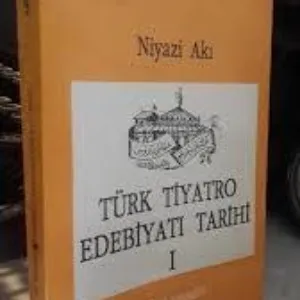 Niyazi Akı
TÜRK TİYATRO
EDEBİYATI TARİHİ
I